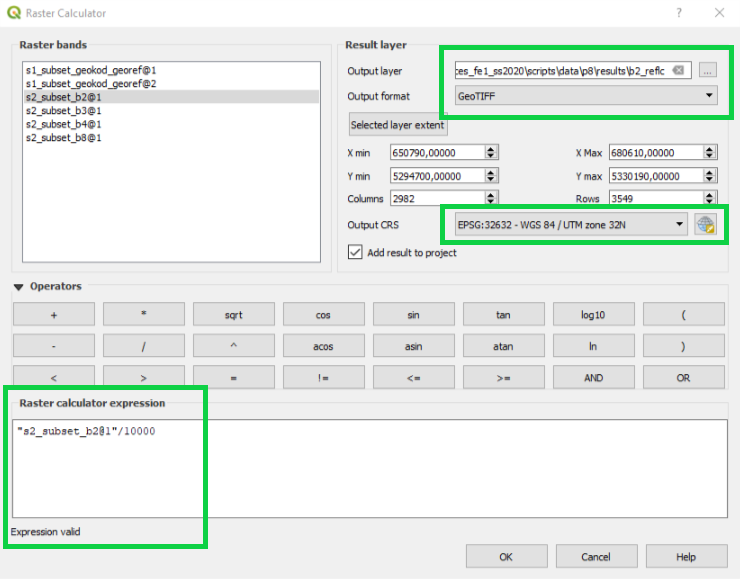 Raster Calculator
? ×
Raster bands
s1_subset_geokod_georef@1
s1_subset_geokod_georef@2
s2_subset_b2@1
s2_subset_b3@1
s2_subset_b4@1
s2_subset_b8@1
Result layer
Output layer ces_fe1_ss2020\scripts\data\p8\results\b2_reflc ...
Output format GeoTIFF
Selected layer extent
X min 650790,00000 X Max 680610,00000
Y min 5294700,00000 Y max 5330190,00000
Columns 2982 Rows 3549
Output CRS EPSG:32632 - WGS 84 / UTM zone 32N
Add result to project
Operators
+ * sqrt cos sin tan log10 (
- / ^ acos asin atan ln )
< > = != <= >= AND OR
Raster calculator expression
"s2_subset_b2@1"/10000
Expression valid
OK Cancel Help